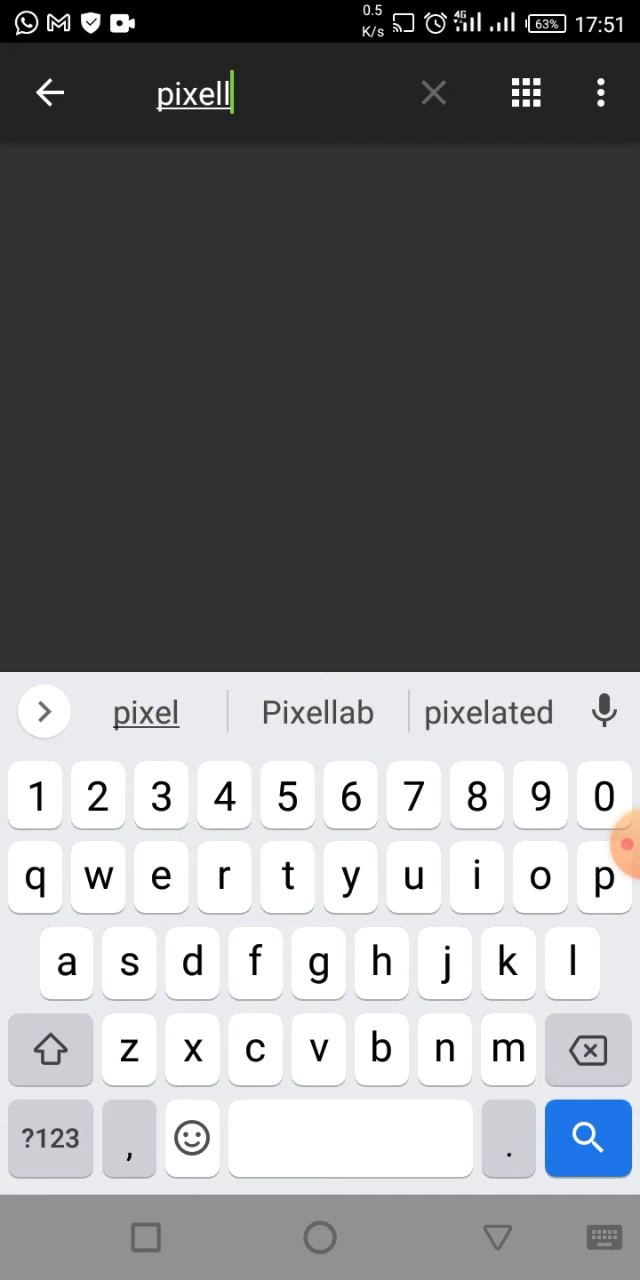 0.5 K/s 4G 63% 17:51
pixell
pixel Pixellab pixelated
1 2 3 4 5 6 7 8 9 0
q w e r t y u i o p
a s d f g h j k l
z x c v b n m
?123 , .